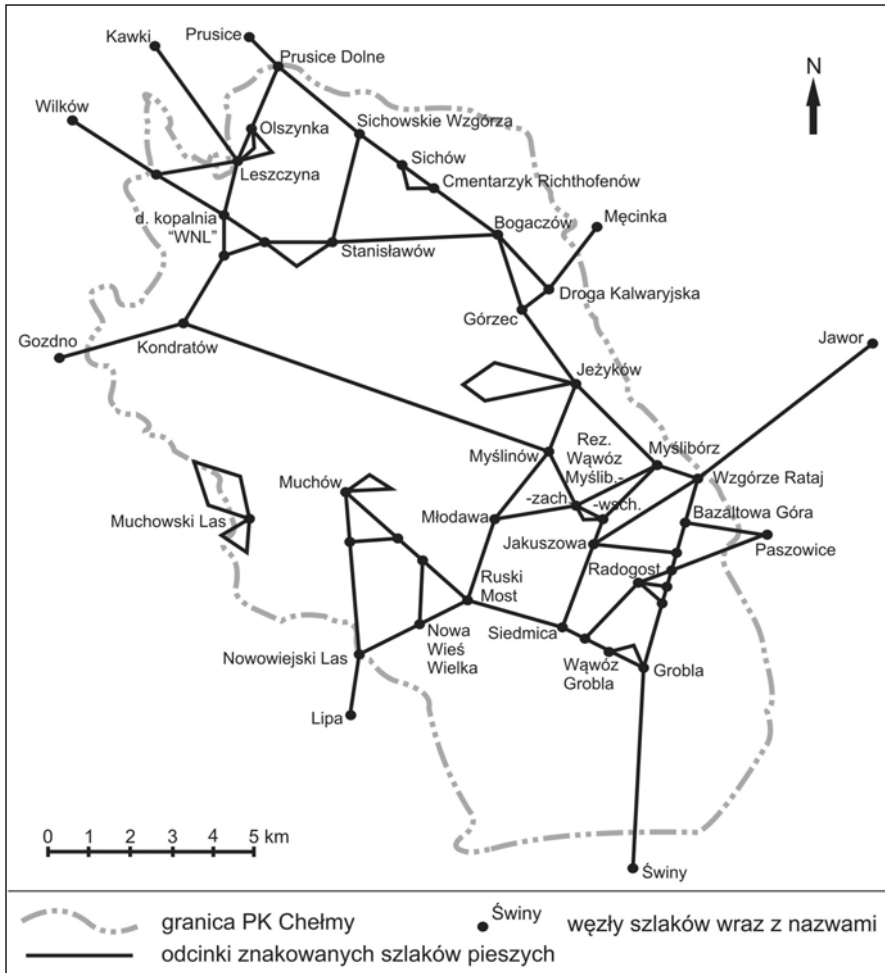 Kawki
Prusice
Prusice Dolne
N
Wilków
Olszynka
Sichowskie Wzgórza
Leszczyna
Sichów
Cmentarzyk Richthofenów
d. kopalnia
"WNL"
Bogaczów
Męcinka
Stanisławów
Droga Kalwaryjska
Górzec
Gozdno
Kondratów
Jawor
Jeżyków
Myślinów
Rez.
Wąwóz
Myślib.-
-zach.
-wsch.
Myślibórz
Wzgórze Rataj
Muchów
Muchowski Las
Młodawa
Bazaltowa Góra
Jakuszowa
Paszowice
Radogost
Ruski
Most
Siedmica
Nowa
Wieś
Wielka
Nowowiejski Las
Wąwóz
Grobla
Grobla
Lipa
0 1 2 3 4 5 km
Świny
granica PK Chełmy
Świny
węzły szlaków wraz z nazwami
odcinki znakowanych szlaków pieszych